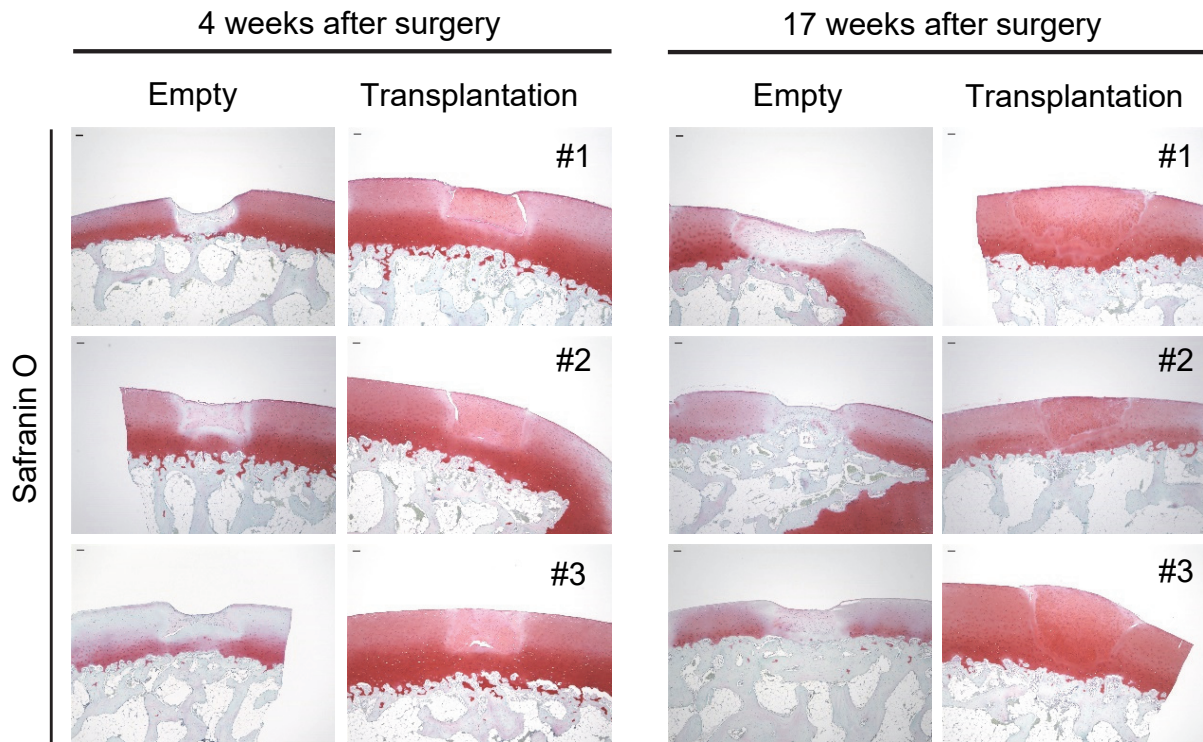 4 weeks after surgery
17 weeks after surgery
Empty
Transplantation
Empty
Transplantation
Safranin O
#1
#1
#2
#2
#3
#3